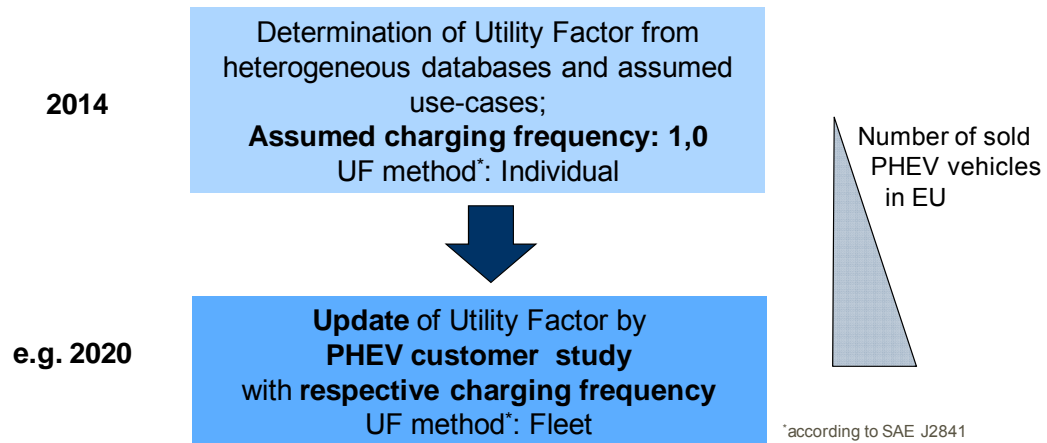 2014
Determination of Utility Factor from
heterogeneous databases and assumed
use-cases;
Assumed charging frequency: 1,0
UF method*: Individual
Number of sold
PHEV vehicles
in EU
e.g. 2020
Update of Utility Factor by
PHEV customer study
with respective charging frequency
UF method*: Fleet
*according to SAE J2841